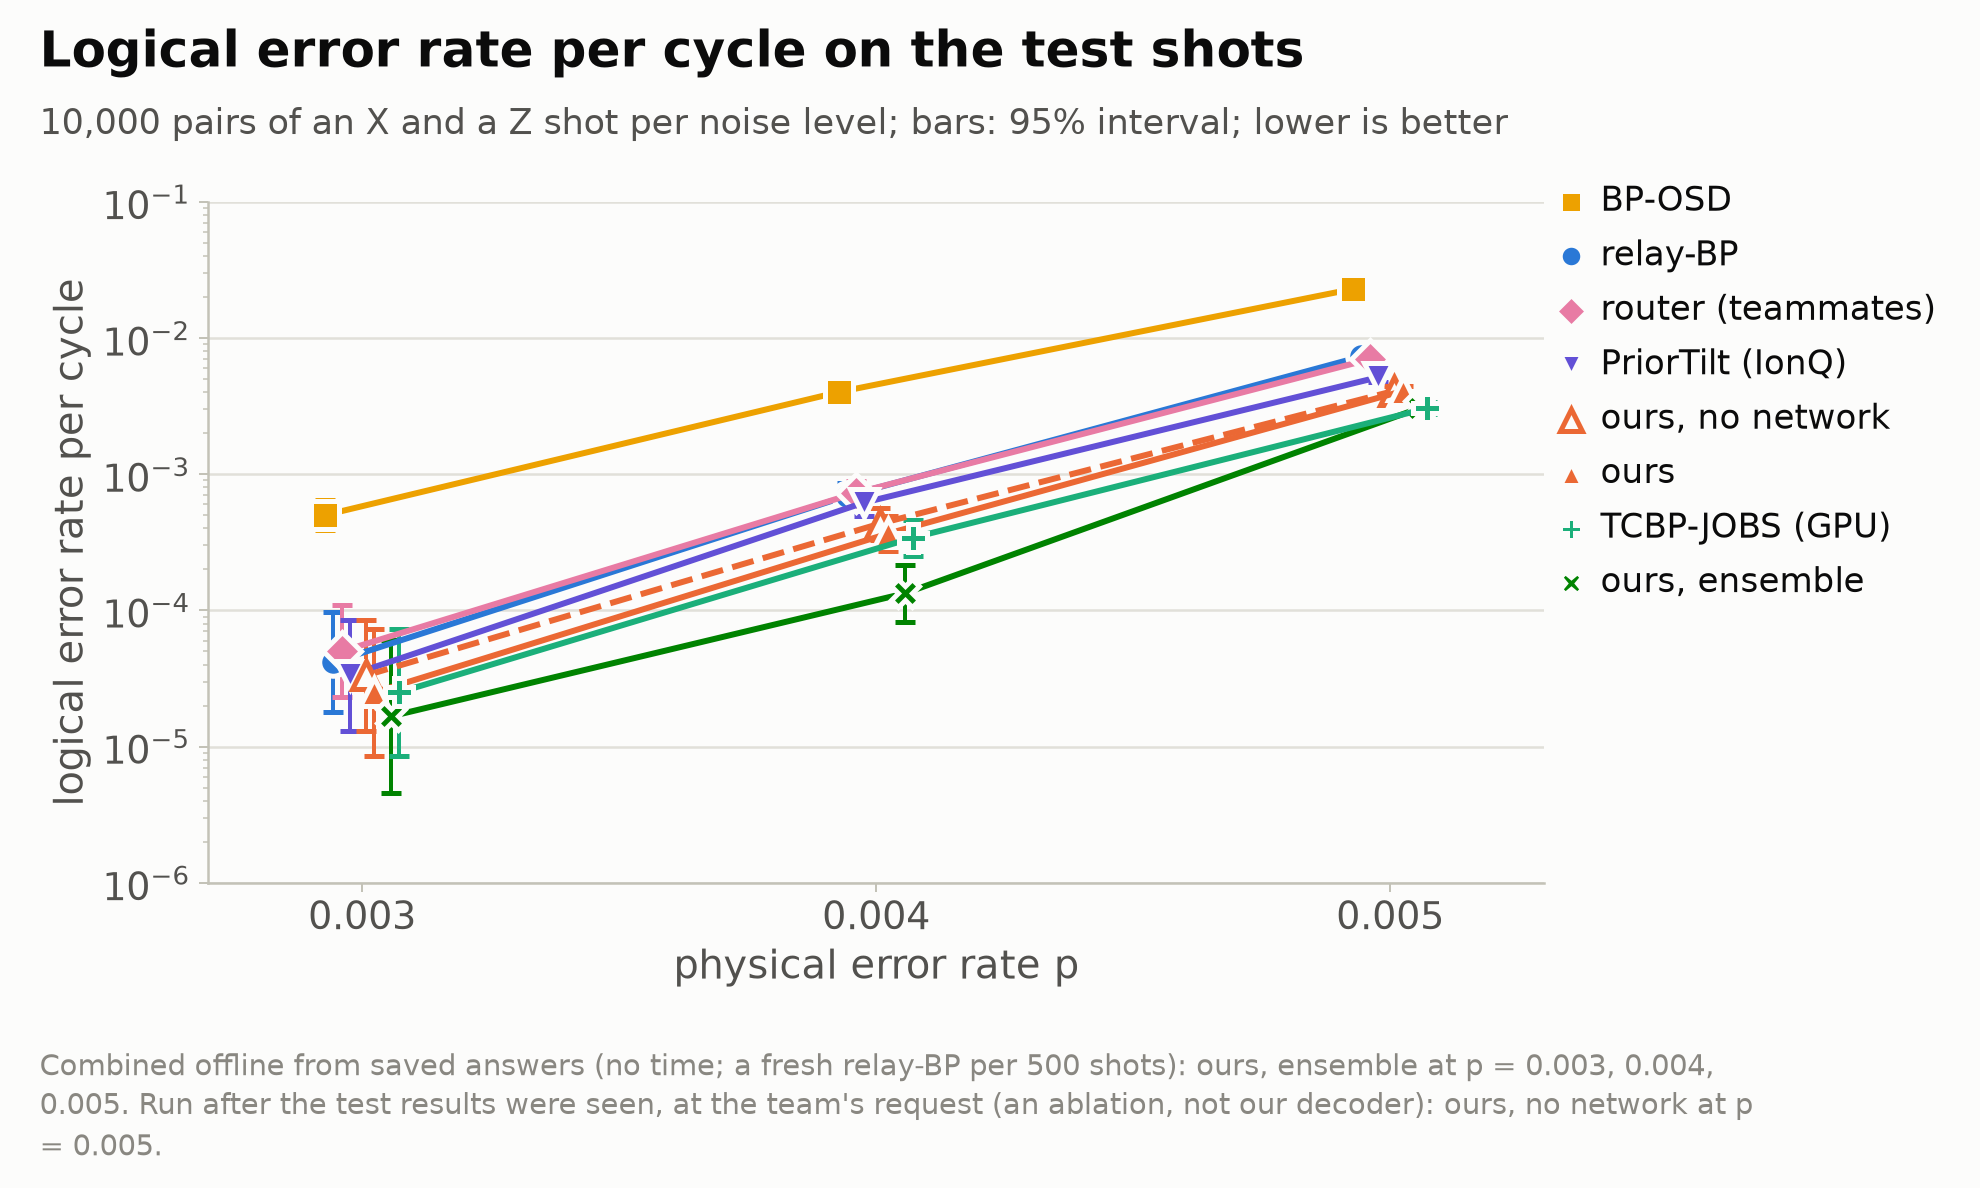 Logical error rate per cycle on the test shots
10,000 pairs of an X and a Z shot per noise level; bars: 95% interval; lower is better
logical error rate per cycle
10⁻¹
10⁻²
10⁻³
10⁻⁴
10⁻⁵
10⁻⁶
0.003
0.004
0.005
physical error rate p
BP-OSD
relay-BP
router (teammates)
PriorTilt (IonQ)
ours, no network
ours
TCBP-JOBS (GPU)
ours, ensemble
Combined offline from saved answers (no time; a fresh relay-BP per 500 shots): ours, ensemble at p = 0.003, 0.004,
0.005. Run after the test results were seen, at the team's request (an ablation, not our decoder): ours, no network at p
= 0.005.